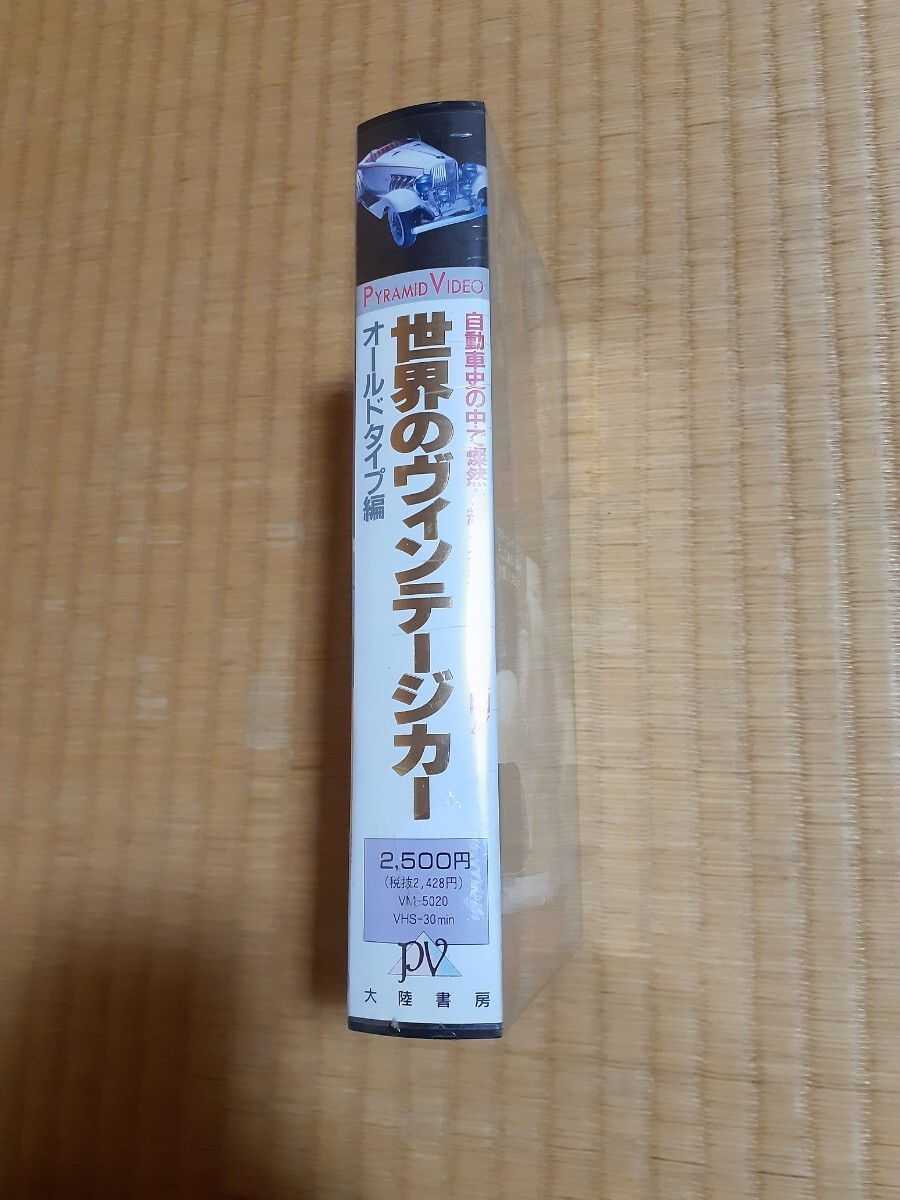 PYRAMID VIDEO
自動車史の中で燦然
世界のヴィンテージカー
オールドタイプ編
2,500円
(税抜2,428円)
VM-5020
VHS-30min
PV
大陸書房